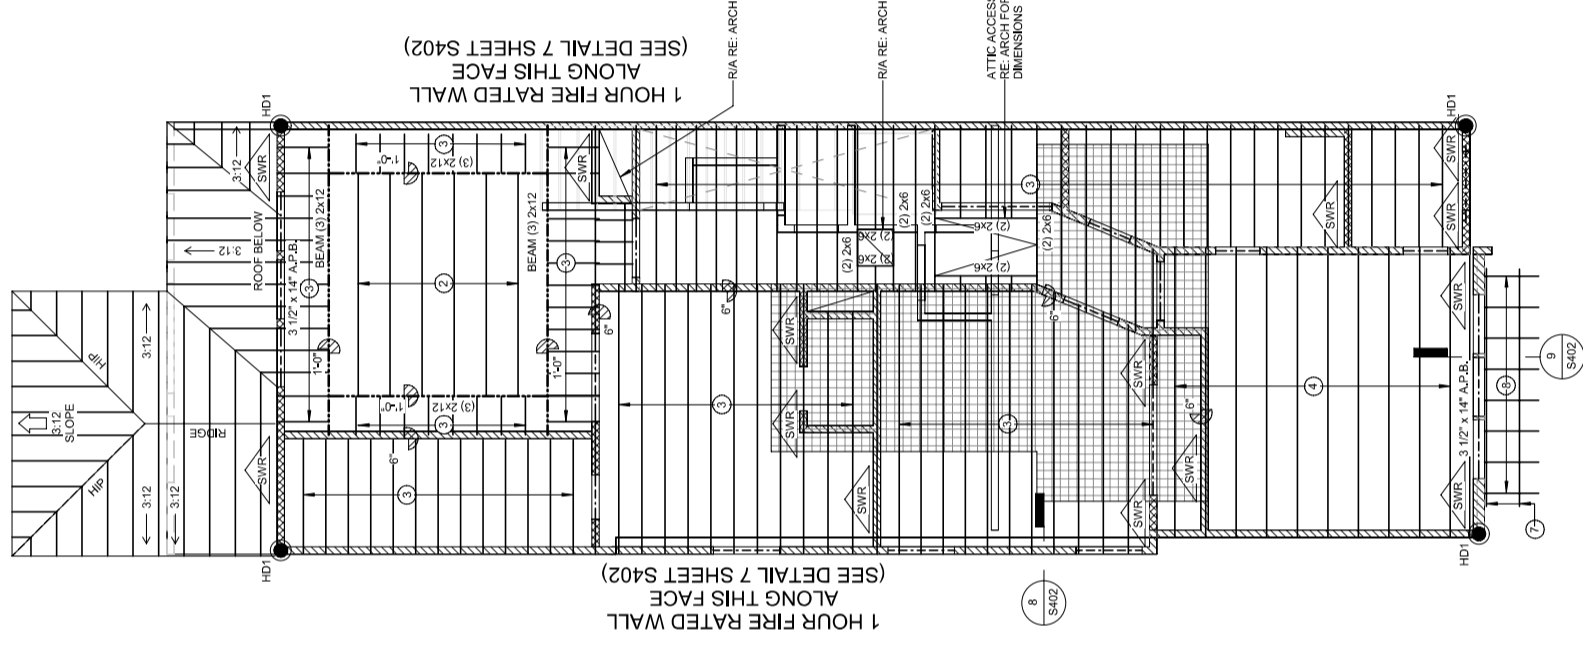 (SEE DETAIL 7 SHEET S402)
ALONG THIS FACE
1 HOUR FIRE RATED WALL
R/A RE: ARCH
R/A RE: ARCH
ATTIC ACCESS
RE: ARCH FOR
DIMENSIONS
HD1
HD1
3:12
SWR
ROOF BELOW
3:12
BEAM (3) 2x12
3 1/2" x 14" A.P.B.
3
1'-0"
(3) 2x12
3
BEAM (3) 2x12
3
SWR
2
1'-0"
1'-0"
1'-0"
(3) 2x12
3
3
(2) 2x6
(2) 2x6
(2) 2x6
(2) 2x6
(2) 2x6
(2) 2x6
(2) 2x6
(2) 2x6
SWR
SWR
SWR
3:12
SLOPE
HIP
HIP
3:12
3:12
3:12
RIDGE
SWR
6"
6"
6"
6"
6"
3
3
3
SWR
SWR
SWR
SWR
SWR
SWR
SWR
SWR
4
3 1/2" x 14" A.P.B.
8
7
9
S402
HD1
HD1
8
S402
(SEE DETAIL 7 SHEET S402)
ALONG THIS FACE
1 HOUR FIRE RATED WALL